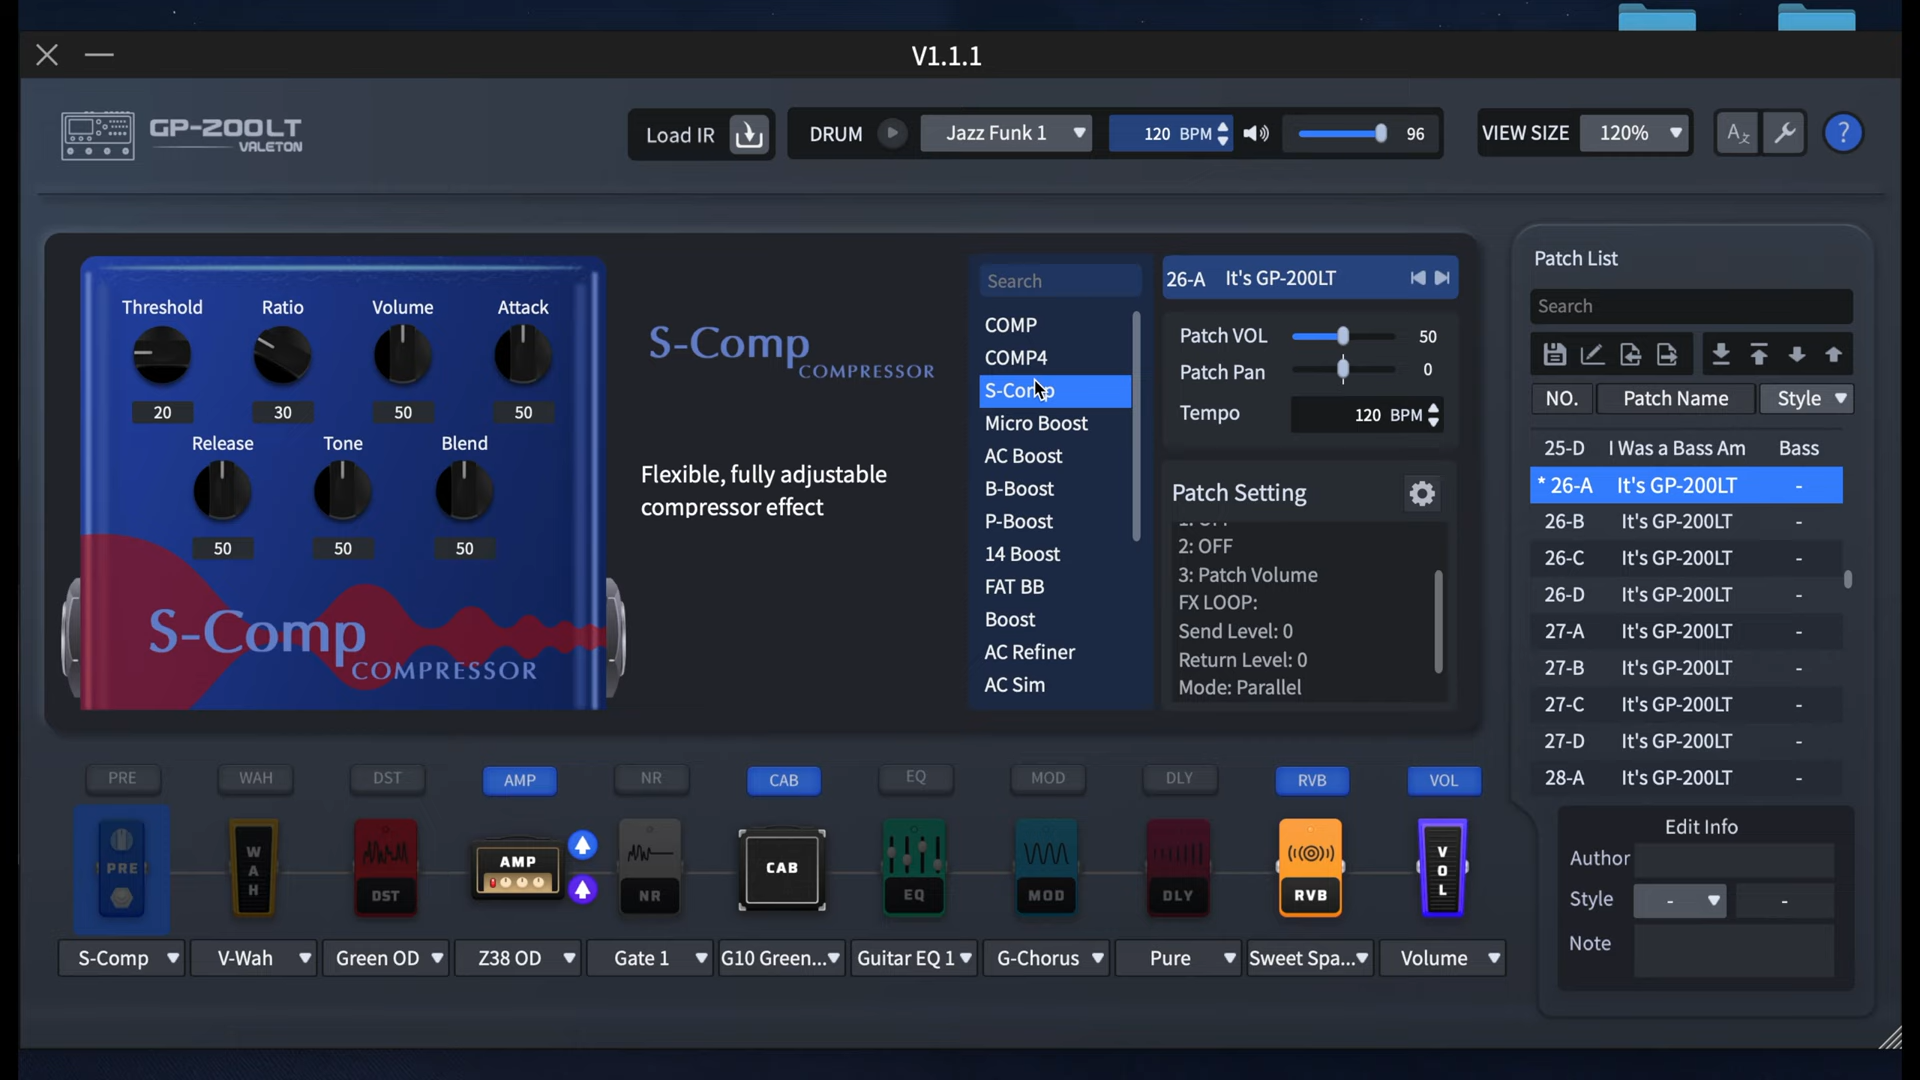 V1.1.1
GP-200LT
VALETON
Load IR
DRUM
Jazz Funk 1
120 BPM
96
VIEW SIZE
120%
Az
?
Threshold
Ratio
Volume
Attack
20
30
50
50
Release
Tone
Blend
50
50
50
S-Comp
COMPRESSOR
S-Comp
COMPRESSOR
Flexible, fully adjustable
compressor effect
Search
COMP
COMP4
S-Comp
Micro Boost
AC Boost
B-Boost
P-Boost
14 Boost
FAT BB
Boost
AC Refiner
AC Sim
26-A It's GP-200LT
Patch VOL 50
Patch Pan 0
Tempo 120 BPM
Patch Setting
1: OFF
2: OFF
3: Patch Volume
FX LOOP:
Send Level: 0
Return Level: 0
Mode: Parallel
Patch List
Search
NO. Patch Name Style
25-D I Was a Bass Am Bass
* 26-A It's GP-200LT -
26-B It's GP-200LT -
26-C It's GP-200LT -
26-D It's GP-200LT -
27-A It's GP-200LT -
27-B It's GP-200LT -
27-C It's GP-200LT -
27-D It's GP-200LT -
28-A It's GP-200LT -
Edit Info
Author
Style - -
Note
PRE WAH DST AMP NR CAB EQ MOD DLY RVB VOL
PRE WAH DST AMP NR CAB EQ MOD DLY RVB VOL
S-Comp V-Wah Green OD Z38 OD Gate 1 G10 Green... Guitar EQ 1 G-Chorus Pure Sweet Spa... Volume